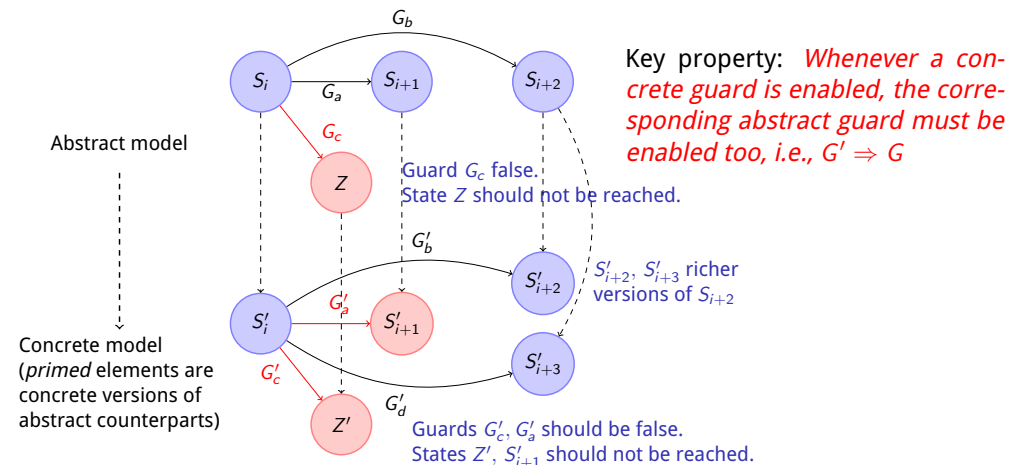 G_b
S_i
G_a
S_{i+1}
S_{i+2}
Key property: Whenever a con-
crete guard is enabled, the corre-
sponding abstract guard must be
enabled too, i.e., G′ ⇒ G
G_c
Abstract model
Z
Guard G_c false.
State Z should not be reached.
G′_b
S′_{i+2}
S′_{i+2}, S′_{i+3} richer
versions of S_{i+2}
S′_i
G′_a
S′_{i+1}
Concrete model
(primed elements are
concrete versions of
abstract counterparts)
G′_c
S′_{i+3}
G′_d
Z′
Guards G′_c, G′_a should be false.
States Z′, S′_{i+1} should not be reached.